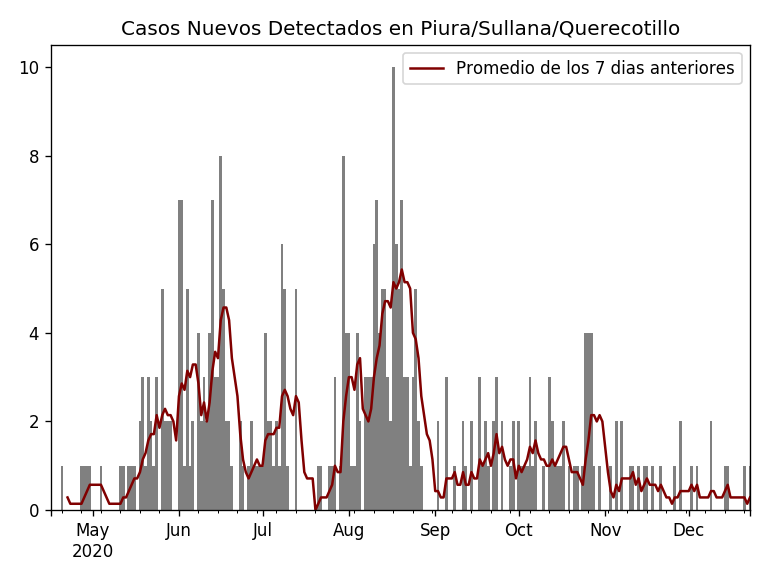 Casos Nuevos Detectados en Piura/Sullana/Querecotillo
Promedio de los 7 dias anteriores
10
8
6
4
2
0
May Jun Jul Aug Sep Oct Nov Dec
2020